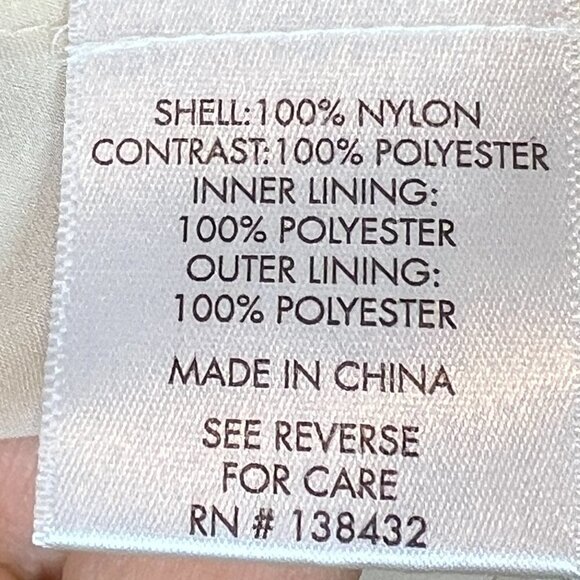 SHELL:100% NYLON
CONTRAST:100% POLYESTER
INNER LINING:
100% POLYESTER
OUTER LINING:
100% POLYESTER
MADE IN CHINA
SEE REVERSE
FOR CARE
RN # 138432